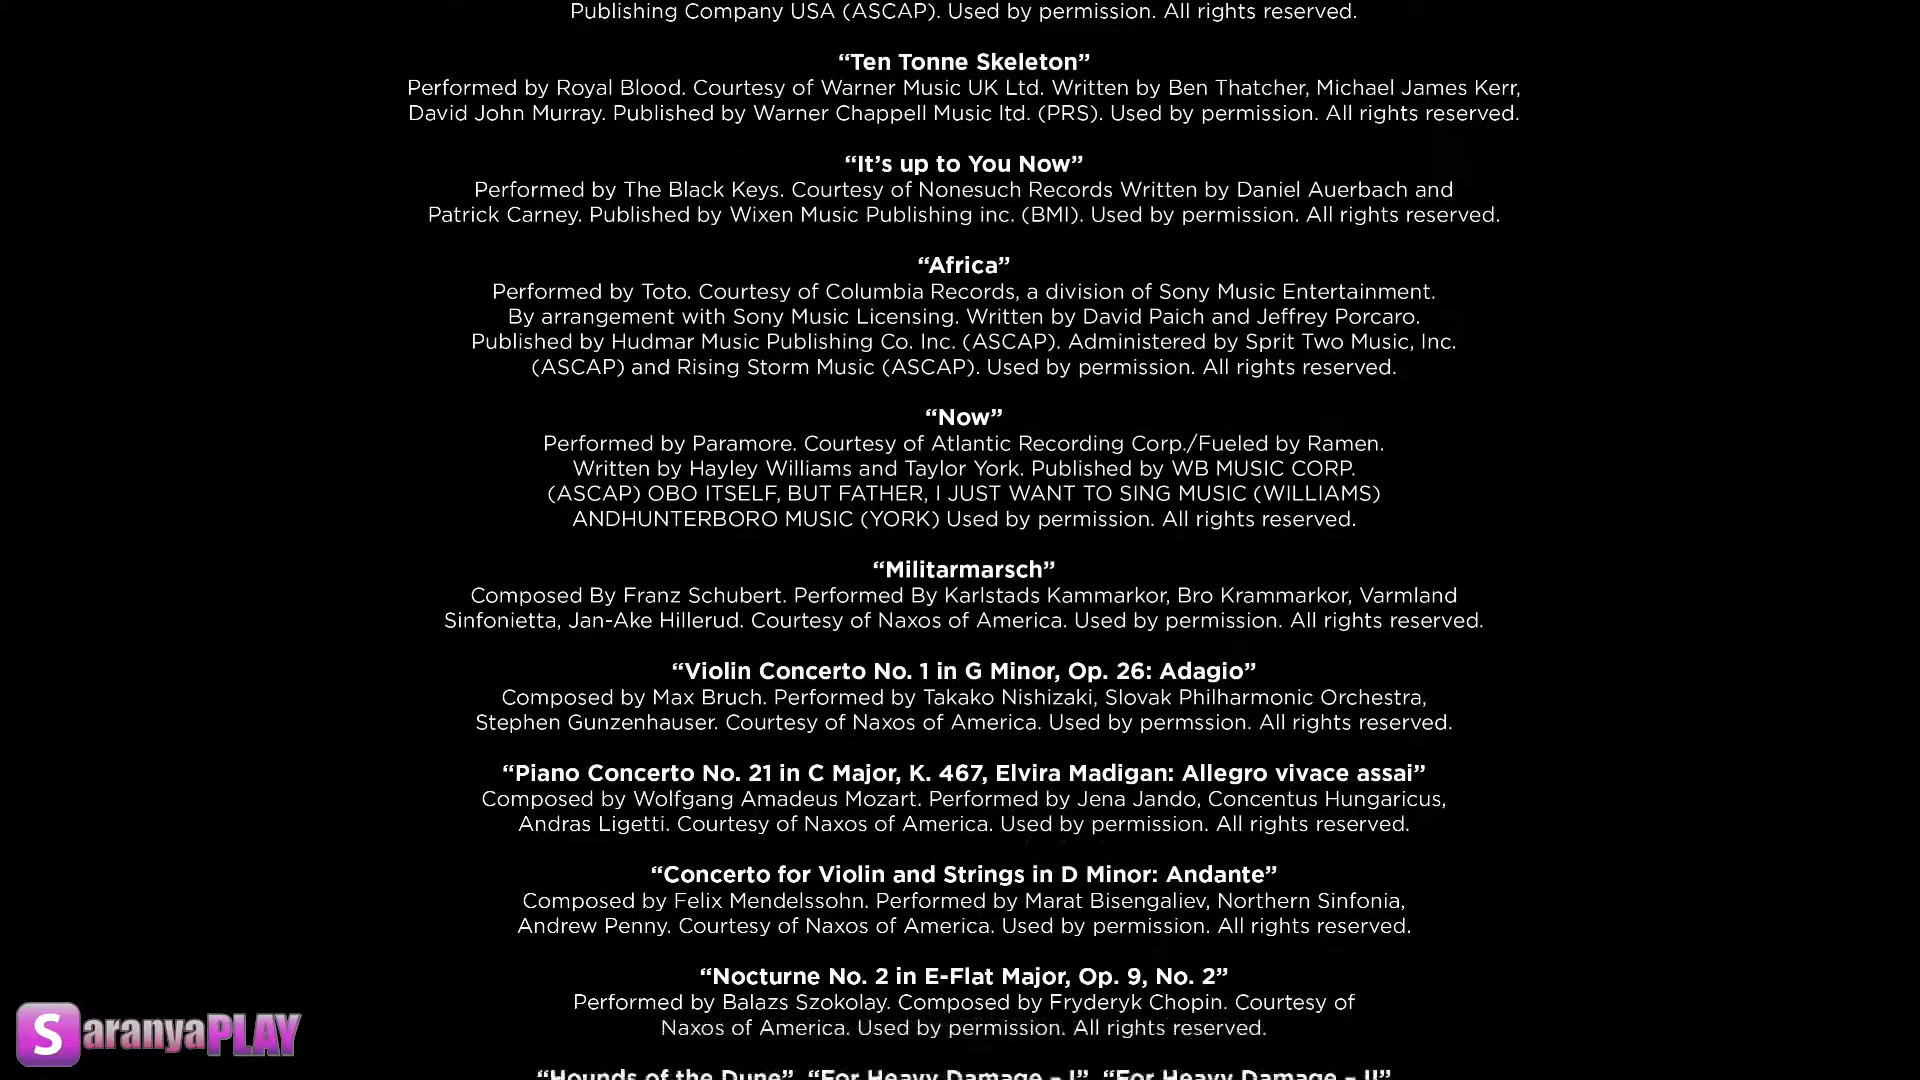 Publishing Company USA (ASCAP). Used by permission. All rights reserved.
“Ten Tonne Skeleton”
Performed by Royal Blood. Courtesy of Warner Music UK Ltd. Written by Ben Thatcher, Michael James Kerr,
David John Murray. Published by Warner Chappell Music ltd. (PRS). Used by permission. All rights reserved.
“It’s up to You Now”
Performed by The Black Keys. Courtesy of Nonesuch Records Written by Daniel Auerbach and
Patrick Carney. Published by Wixen Music Publishing inc. (BMI). Used by permission. All rights reserved.
“Africa”
Performed by Toto. Courtesy of Columbia Records, a division of Sony Music Entertainment.
By arrangement with Sony Music Licensing. Written by David Paich and Jeffrey Porcaro.
Published by Hudmar Music Publishing Co. Inc. (ASCAP). Administered by Sprit Two Music, Inc.
(ASCAP) and Rising Storm Music (ASCAP). Used by permission. All rights reserved.
“Now”
Performed by Paramore. Courtesy of Atlantic Recording Corp./Fueled by Ramen.
Written by Hayley Williams and Taylor York. Published by WB MUSIC CORP.
(ASCAP) OBO ITSELF, BUT FATHER, I JUST WANT TO SING MUSIC (WILLIAMS)
ANDHUNTERBORO MUSIC (YORK) Used by permission. All rights reserved.
“Militarmarsch”
Composed By Franz Schubert. Performed By Karlstads Kammarkor, Bro Krammarkor, Varmland
Sinfonietta, Jan-Ake Hillerud. Courtesy of Naxos of America. Used by permission. All rights reserved.
“Violin Concerto No. 1 in G Minor, Op. 26: Adagio”
Composed by Max Bruch. Performed by Takako Nishizaki, Slovak Philharmonic Orchestra,
Stephen Gunzenhauser. Courtesy of Naxos of America. Used by permssion. All rights reserved.
“Piano Concerto No. 21 in C Major, K. 467, Elvira Madigan: Allegro vivace assai”
Composed by Wolfgang Amadeus Mozart. Performed by Jena Jando, Concentus Hungaricus,
Andras Ligetti. Courtesy of Naxos of America. Used by permission. All rights reserved.
“Concerto for Violin and Strings in D Minor: Andante”
Composed by Felix Mendelssohn. Performed by Marat Bisengaliev, Northern Sinfonia,
Andrew Penny. Courtesy of Naxos of America. Used by permission. All rights reserved.
“Nocturne No. 2 in E-Flat Major, Op. 9, No. 2”
Performed by Balazs Szokolay. Composed by Fryderyk Chopin. Courtesy of
Naxos of America. Used by permission. All rights reserved.
“Hounds of the Dune” “For Heavy Damage – I” “For Heavy Damage – II”
SaranyaPLAY